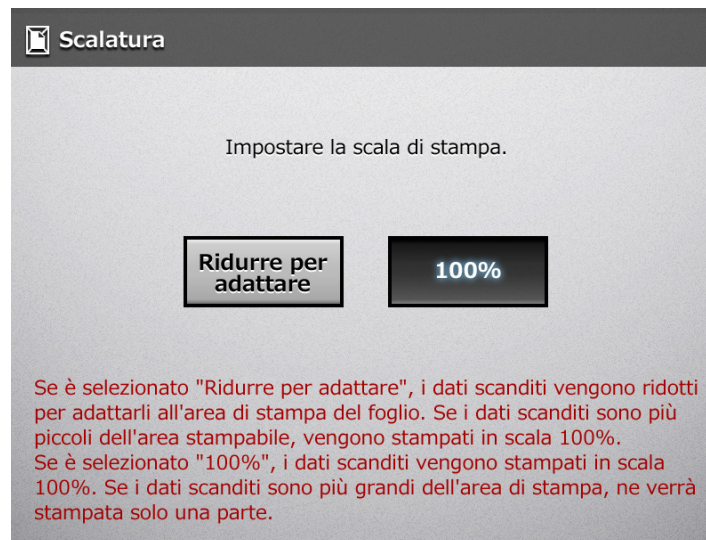 Scalatura
Impostare la scala di stampa.
Ridurre per
adattare
100%
Se è selezionato "Ridurre per adattare", i dati scanditi vengono ridotti
per adattarli all'area di stampa del foglio. Se i dati scanditi sono più
piccoli dell'area stampabile, vengono stampati in scala 100%.
Se è selezionato "100%", i dati scanditi vengono stampati in scala
100%. Se i dati scanditi sono più grandi dell'area di stampa, ne verrà
stampata solo una parte.